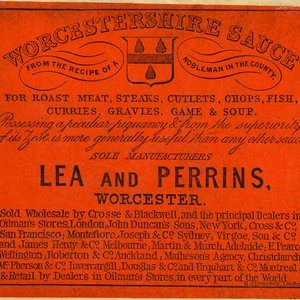 WORCESTERSHIRE SAUCE
FROM THE RECIPE OF A NOBLEMAN IN THE COUNTY.
FOR ROAST MEAT, STEAKS, CUTLETS, CHOPS, FISH,
CURRIES, GRAVIES, GAME & SOUP.
Possessing a peculiar piquancy & from the superiority
of its Zest, is more generally useful than any other sauce
SOLE MANUFACTURERS
LEA AND PERRINS,
WORCESTER.
Sold Wholesale by Crosse & Blackwell, and the principal Dealers in
Oilman's Stores, London, John Duncan's Sons, New York, Cross & Cº
San Francisco; Montefiore, Joseph & Cº Sydney, Virgoe, Son & C
and James Henty & Cº Melbourne; Martin & Murch, Adelaide; E. Pearce
Wellington, Roberton & Cº Auckland, Matheson's Agency, Christchurch
Mc Pherson & Cº Invercargill, Douglas & Cº and Urquhart & Cº Montreal
& Retail by Dealers in Oilmen's Stores, in every part of the World